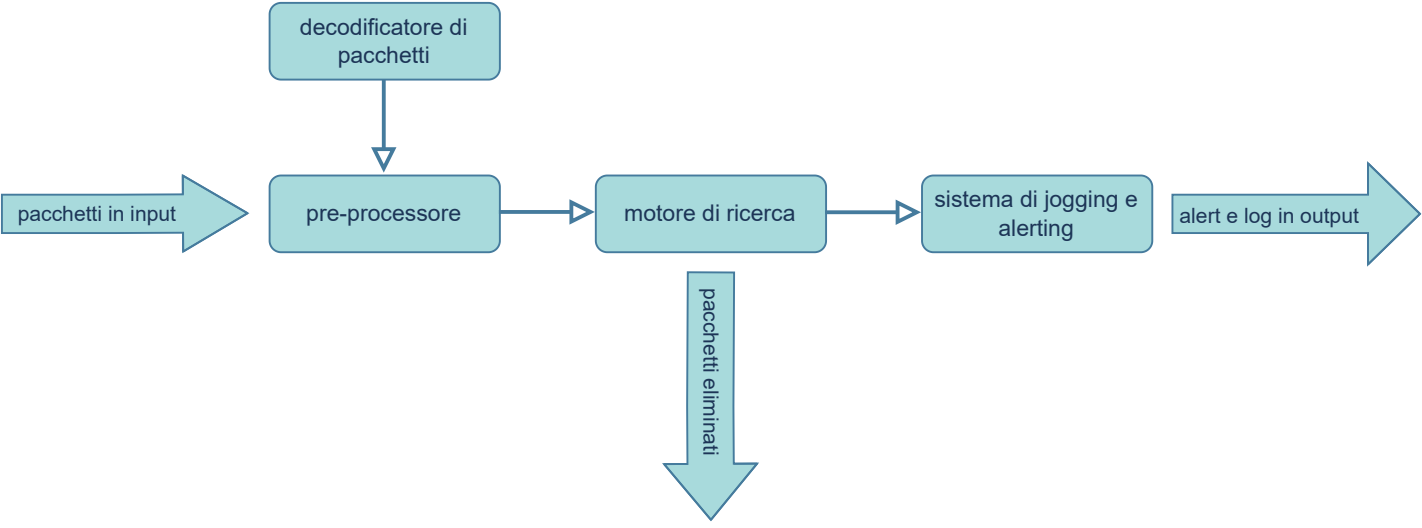 decodificatore di
pacchetti
pacchetti in input
pre-processore
motore di ricerca
sistema di jogging e
alerting
alert e log in output
pacchetti eliminati